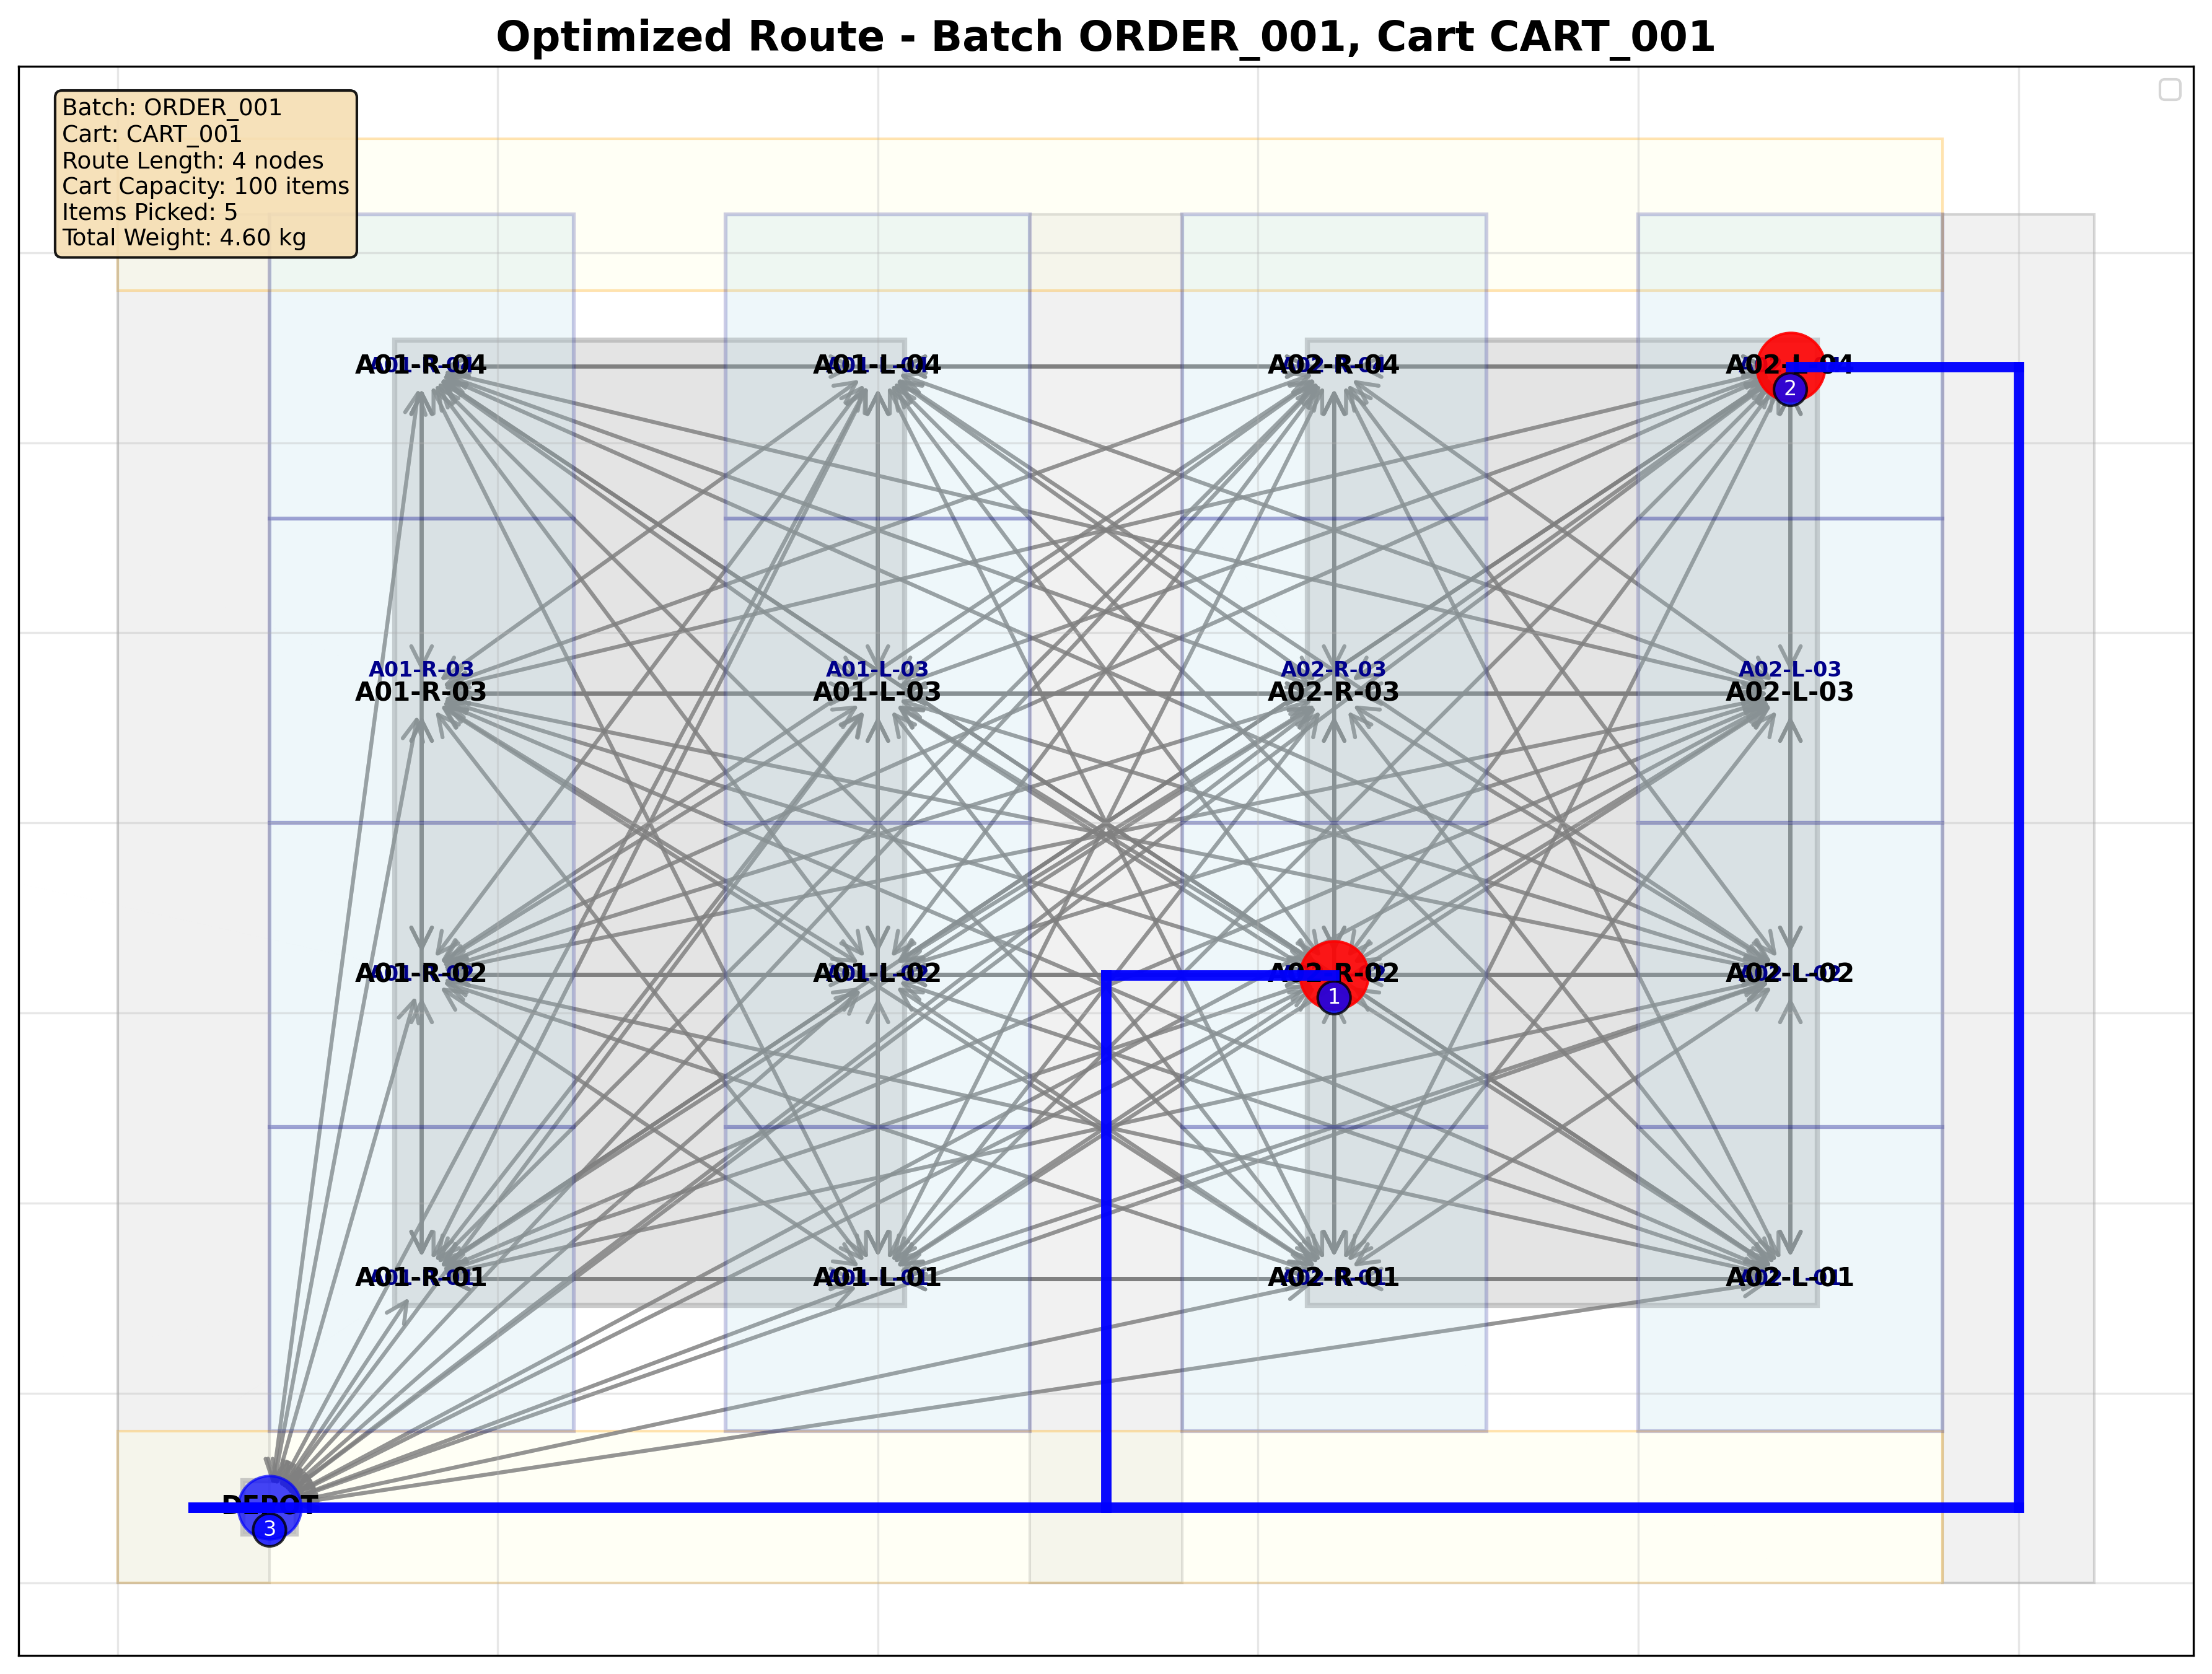 Optimized Route - Batch ORDER_001, Cart CART_001
Batch: ORDER_001
Cart: CART_001
Route Length: 4 nodes
Cart Capacity: 100 items
Items Picked: 5
Total Weight: 4.60 kg
A01-R-04 A01-L-04 A02-R-04 A02-L-04
2
A01-R-03 A01-L-03 A02-R-03 A02-L-03
A01-R-03 A01-L-03 A02-R-03 A02-L-03
A01-R-02 A01-L-02 A02-R-02 A02-L-02
1
A01-R-01 A01-L-01 A02-R-01 A02-L-01
DEPOT
3